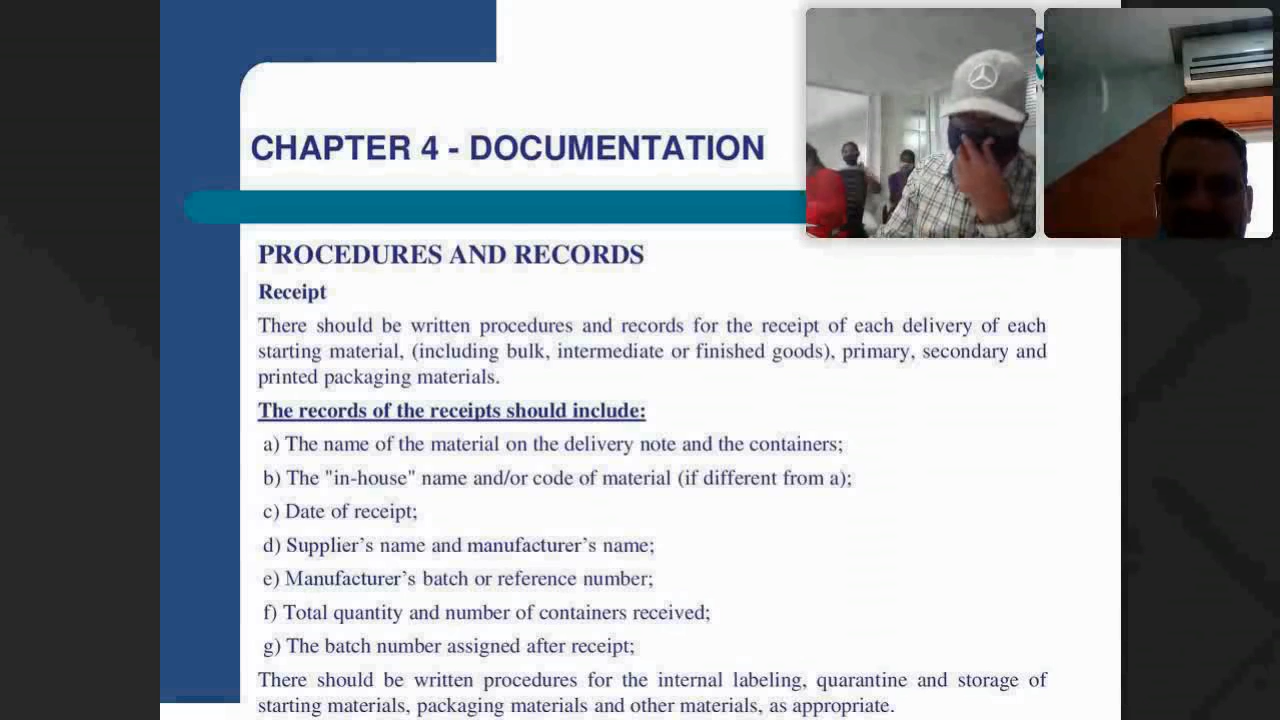 CHAPTER 4 - DOCUMENTATION
PROCEDURES AND RECORDS
Receipt
There should be written procedures and records for the receipt of each delivery of each
starting material, (including bulk, intermediate or finished goods), primary, secondary and
printed packaging materials.
The records of the receipts should include:
a) The name of the material on the delivery note and the containers;
b) The "in-house" name and/or code of material (if different from a);
c) Date of receipt;
d) Supplier’s name and manufacturer’s name;
e) Manufacturer’s batch or reference number;
f) Total quantity and number of containers received;
g) The batch number assigned after receipt;
There should be written procedures for the internal labeling, quarantine and storage of
starting materials, packaging materials and other materials, as appropriate.